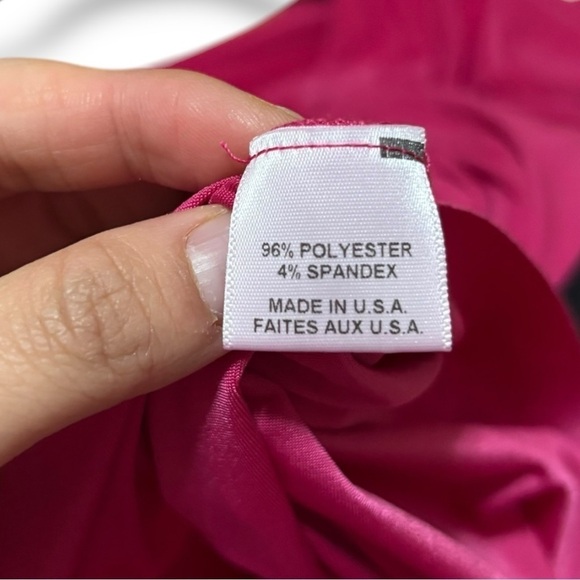 96% POLYESTER
4% SPANDEX
MADE IN U.S.A.
FAITES AUX U.S.A.